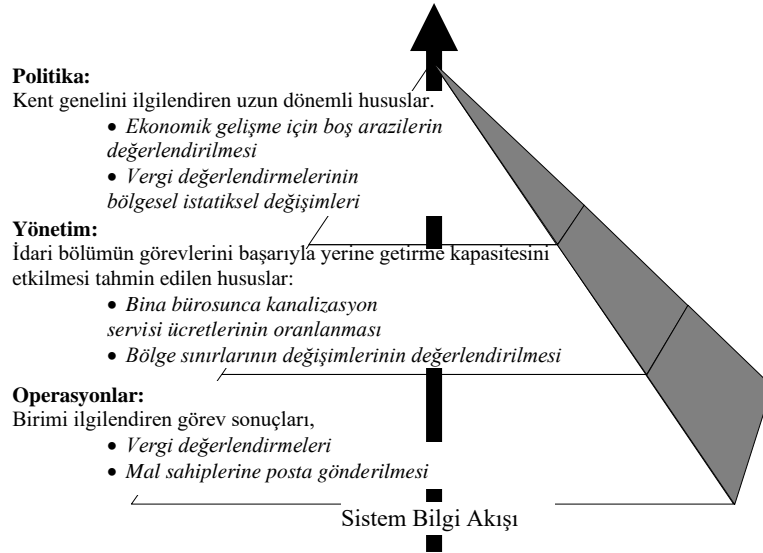 Politika:
Kent genelini ilgilendiren uzun dönemli hususlar.
• Ekonomik gelişme için boş arazilerin
değerlendirilmesi
• Vergi değerlendirmelerinin
bölgesel istatiksel değişimleri
Yönetim:
İdari bölümün görevlerini başarıyla yerine getirme kapasitesini
etkilmesi tahmin edilen hususlar:
• Bina bürosunca kanalizasyon
servisi ücretlerinin oranlanması
• Bölge sınırlarının değişimlerinin değerlendirilmesi
Operasyonlar:
Birimi ilgilendiren görev sonuçları,
• Vergi değerlendirmeleri
• Mal sahiplerine posta gönderilmesi
Sistem Bilgi Akışı